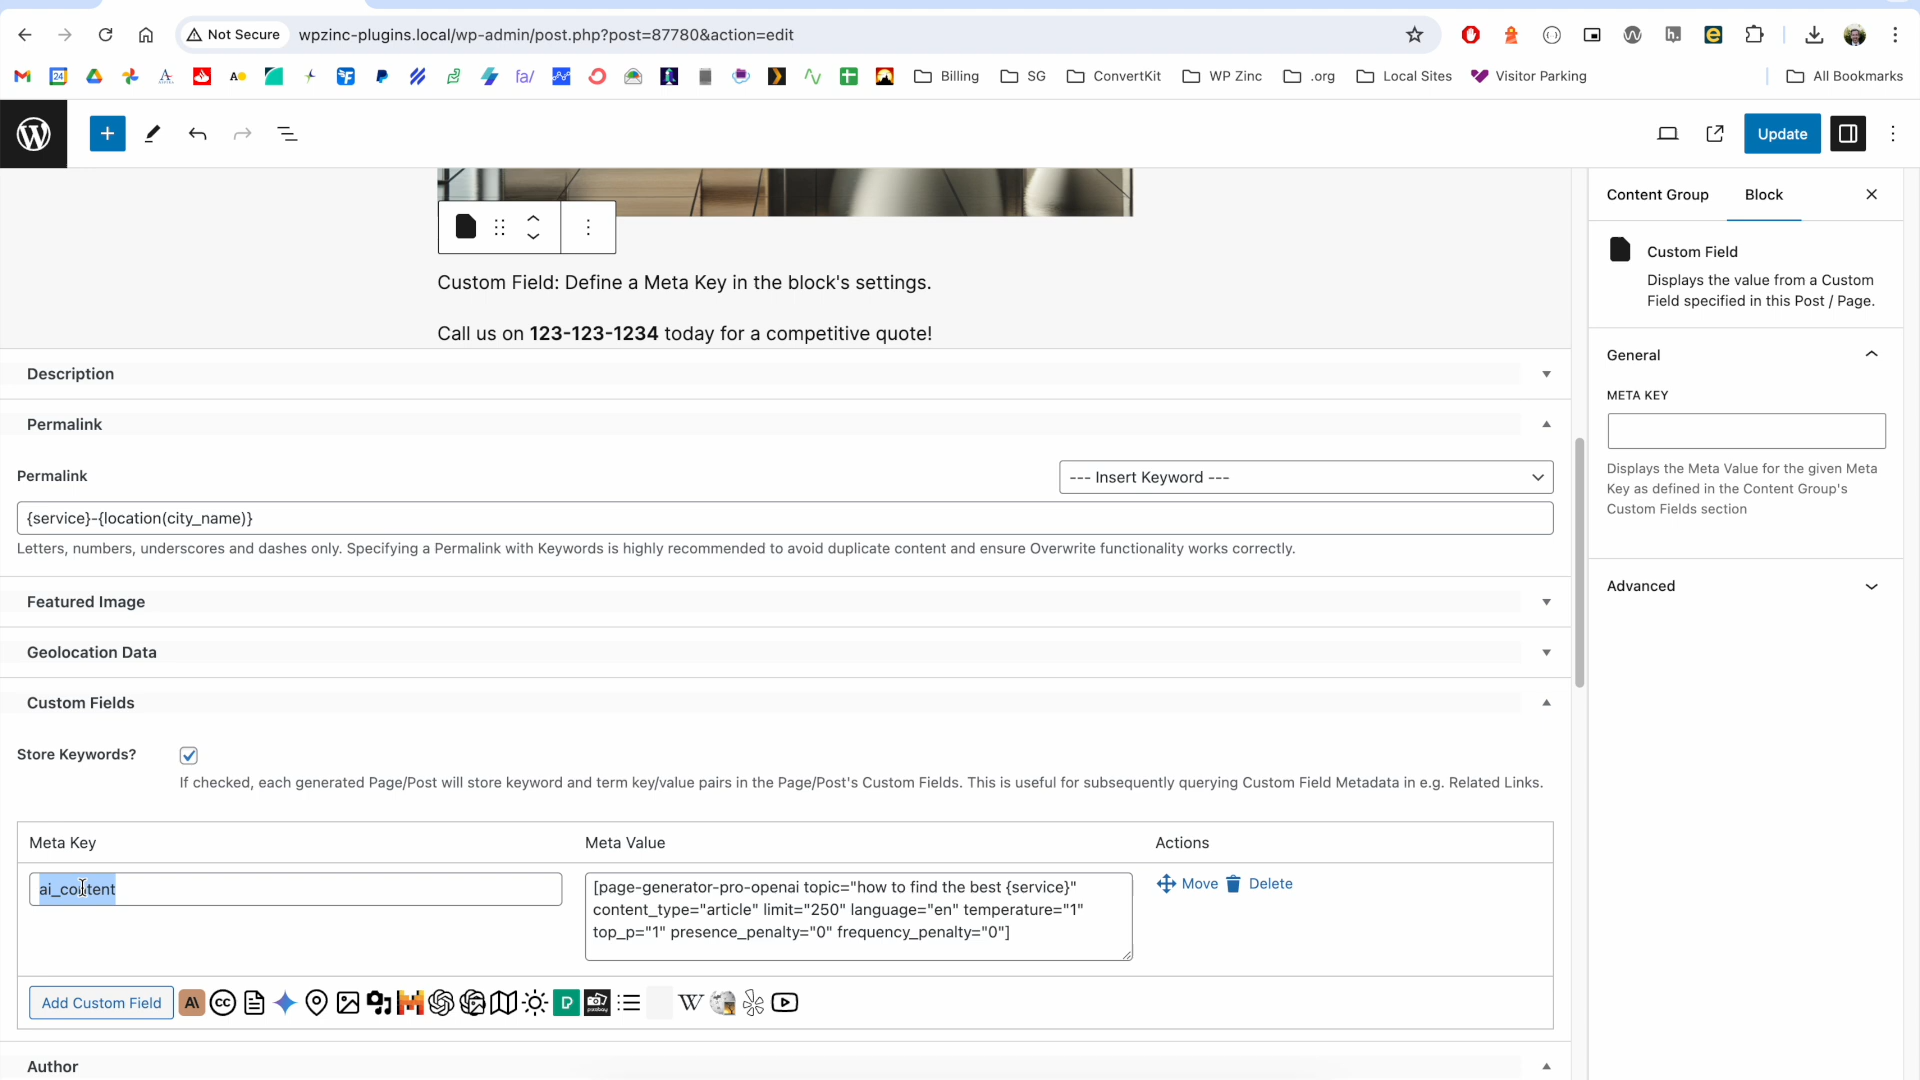 Not Secure
wpzinc-plugins.local/wp-admin/post.php?post=87780&action=edit
Billing
SG
ConvertKit
WP Zinc
.org
Local Sites
Visitor Parking
All Bookmarks
Update
Content Group
Block
Custom Field
Displays the value from a Custom
Field specified in this Post / Page.
Custom Field: Define a Meta Key in the block's settings.
Call us on 123-123-1234 today for a competitive quote!
General
META KEY
Displays the Meta Value for the given Meta
Key as defined in the Content Group's
Custom Fields section
Advanced
Description
Permalink
Permalink
--- Insert Keyword ---
{service}-{location(city_name)}
Letters, numbers, underscores and dashes only. Specifying a Permalink with Keywords is highly recommended to avoid duplicate content and ensure Overwrite functionality works correctly.
Featured Image
Geolocation Data
Custom Fields
Store Keywords?
If checked, each generated Page/Post will store keyword and term key/value pairs in the Page/Post's Custom Fields. This is useful for subsequently querying Custom Field Metadata in e.g. Related Links.
Meta Key
Meta Value
Actions
ai_content
[page-generator-pro-openai topic="how to find the best {service}"
content_type="article" limit="250" language="en" temperature="1"
top_p="1" presence_penalty="0" frequency_penalty="0"]
Move
Delete
Add Custom Field
Author